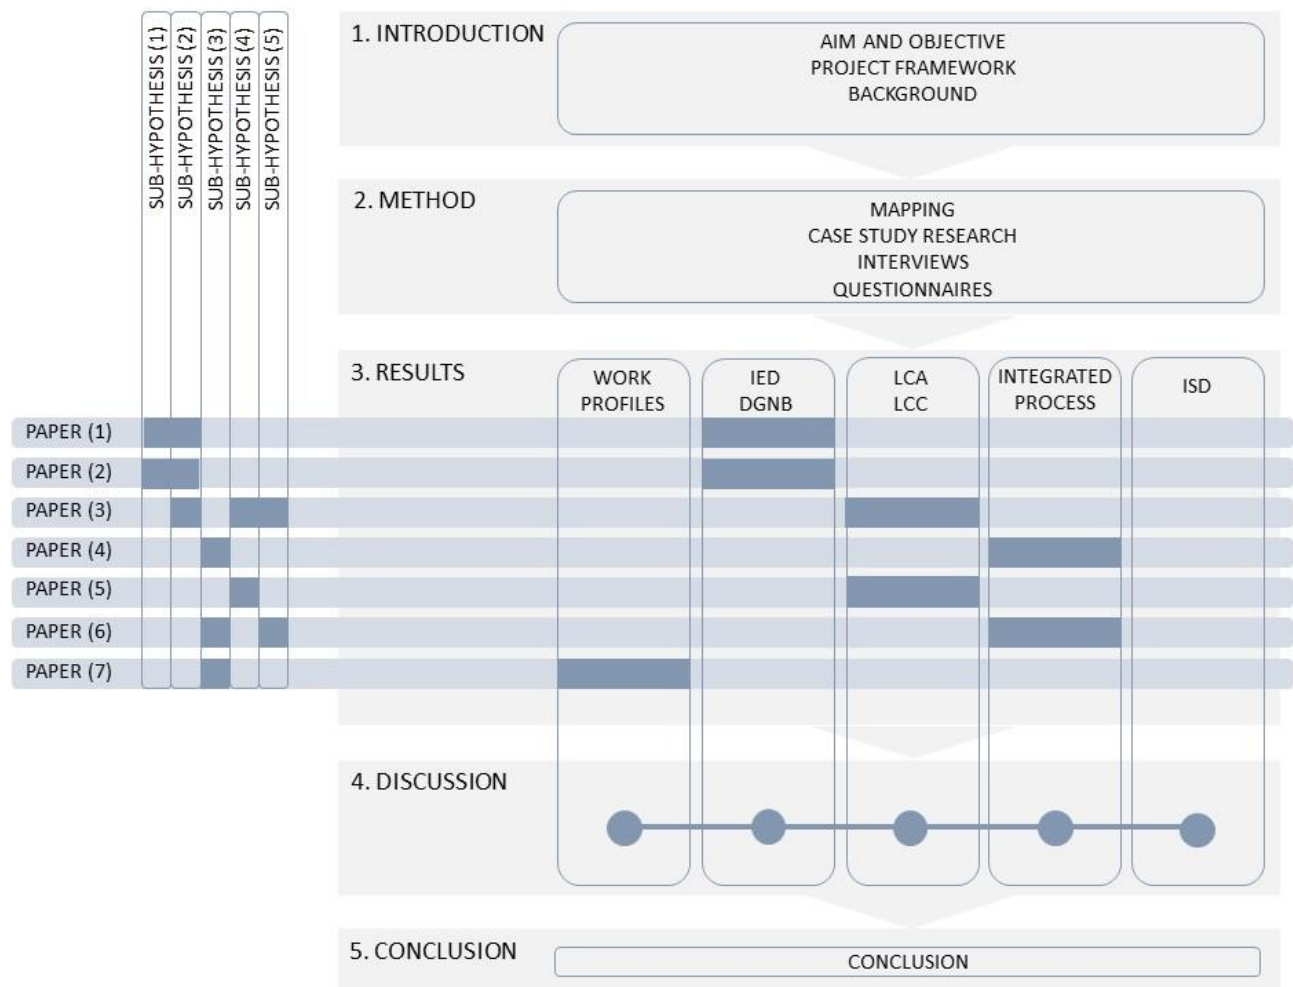 SUB-HYPOTHESIS (1)
SUB-HYPOTHESIS (2)
SUB-HYPOTHESIS (3)
SUB-HYPOTHESIS (4)
SUB-HYPOTHESIS (5)
1. INTRODUCTION
AIM AND OBJECTIVE
PROJECT FRAMEWORK
BACKGROUND
2. METHOD
MAPPING
CASE STUDY RESEARCH
INTERVIEWS
QUESTIONNAIRES
3. RESULTS
WORK
PROFILES
IED
DGNB
LCA
LCC
INTEGRATED
PROCESS
ISD
PAPER (1)
PAPER (2)
PAPER (3)
PAPER (4)
PAPER (5)
PAPER (6)
PAPER (7)
4. DISCUSSION
5. CONCLUSION
CONCLUSION